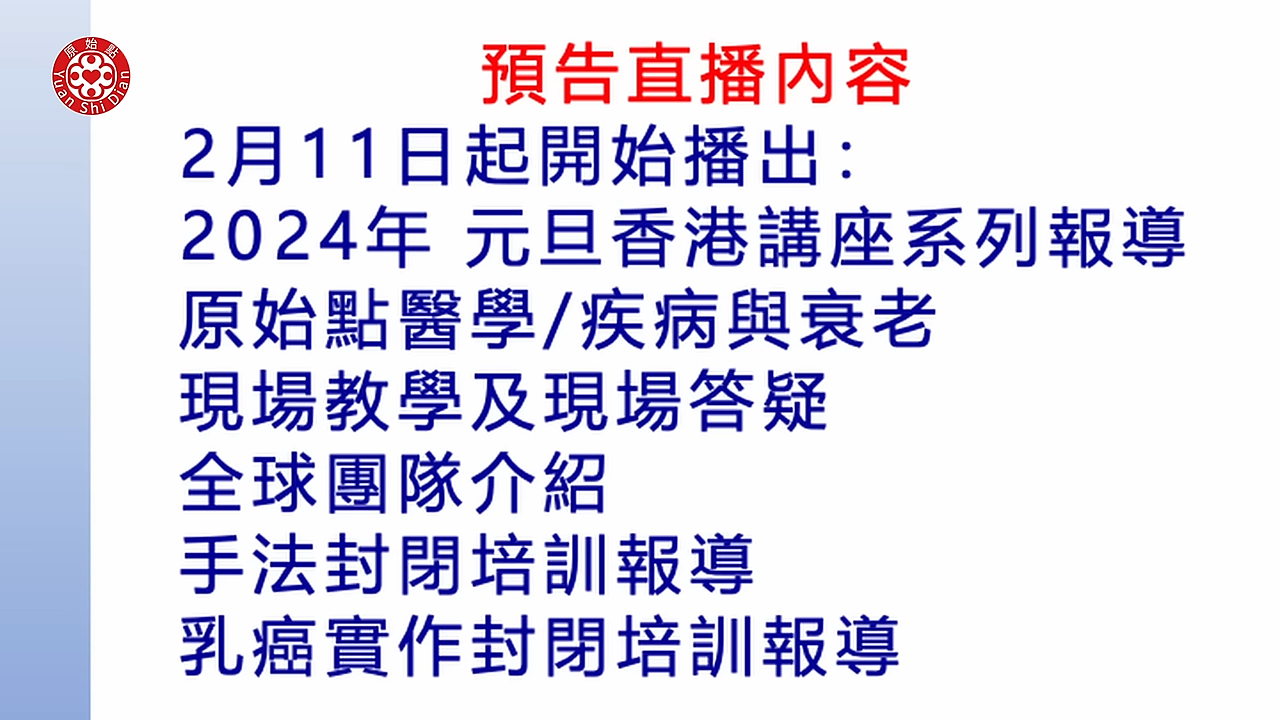 原始點
Yuan Shi Dian
預告直播內容
2月11日起開始播出:
2024年 元旦香港講座系列報導
原始點醫學/疾病與衰老
現場教學及現場答疑
全球團隊介紹
手法封閉培訓報導
乳癌實作封閉培訓報導